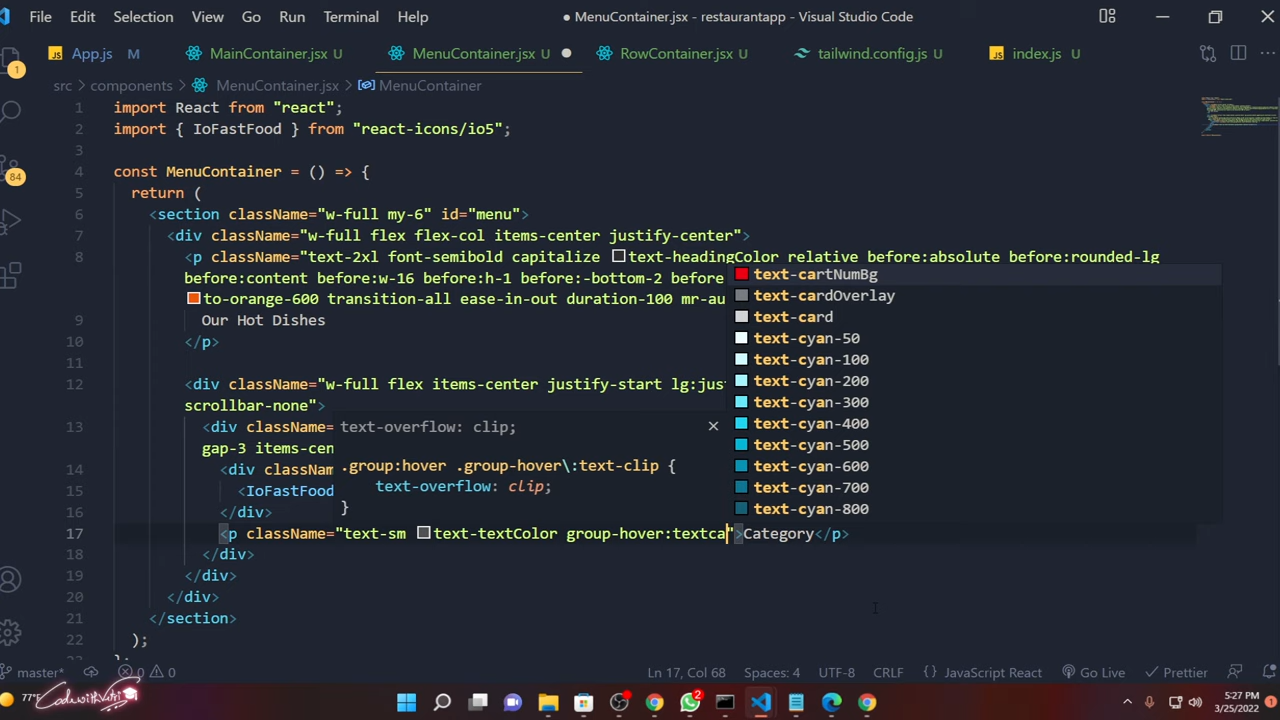 File Edit Selection View Go Run Terminal Help ● MenuContainer.jsx - restaurantapp - Visual Studio Code
JS App.js M MainContainer.jsx U MenuContainer.jsx U ● RowContainer.jsx U tailwind.config.js U JS index.js U
src > components > MenuContainer.jsx > MenuContainer
1 import React from "react";
2 import { IoFastFood } from "react-icons/io5";
3
4 const MenuContainer = () => {
5 return (
6 <section className="w-full my-6" id="menu">
7 <div className="w-full flex flex-col items-center justify-center">
8 <p className="text-2xl font-semibold capitalize text-headingColor relative before:absolute before:rounded-lg
before:content before:w-16 before:h-1 before:-bottom-2 before
to-orange-600 transition-all ease-in-out duration-100 mr-au
9 Our Hot Dishes
10 </p>
11
12 <div className="w-full flex items-center justify-start lg:jus
scrollbar-none">
13 <div className=
gap-3 items-cen
14 <div classNam
15 <IoFastFood
16 </div>
17 <p className="text-sm text-textColor group-hover:textca">Category</p>
18 </div>
19 </div>
20 </div>
21 </section>
22 );
};
text-cartNumBg
text-cardOverlay
text-card
text-cyan-50
text-cyan-100
text-cyan-200
text-cyan-300
text-cyan-400
text-cyan-500
text-cyan-600
text-cyan-700
text-cyan-800
text-overflow: clip;
.group:hover .group-hover\:text-clip {
text-overflow: clip;
}
1
84
master* 0 0 Ln 17, Col 68 Spaces: 4 UTF-8 CRLF { } JavaScript React Go Live Prettier
77°F
CodewithVetri
2
5:27 PM
3/25/2022
1